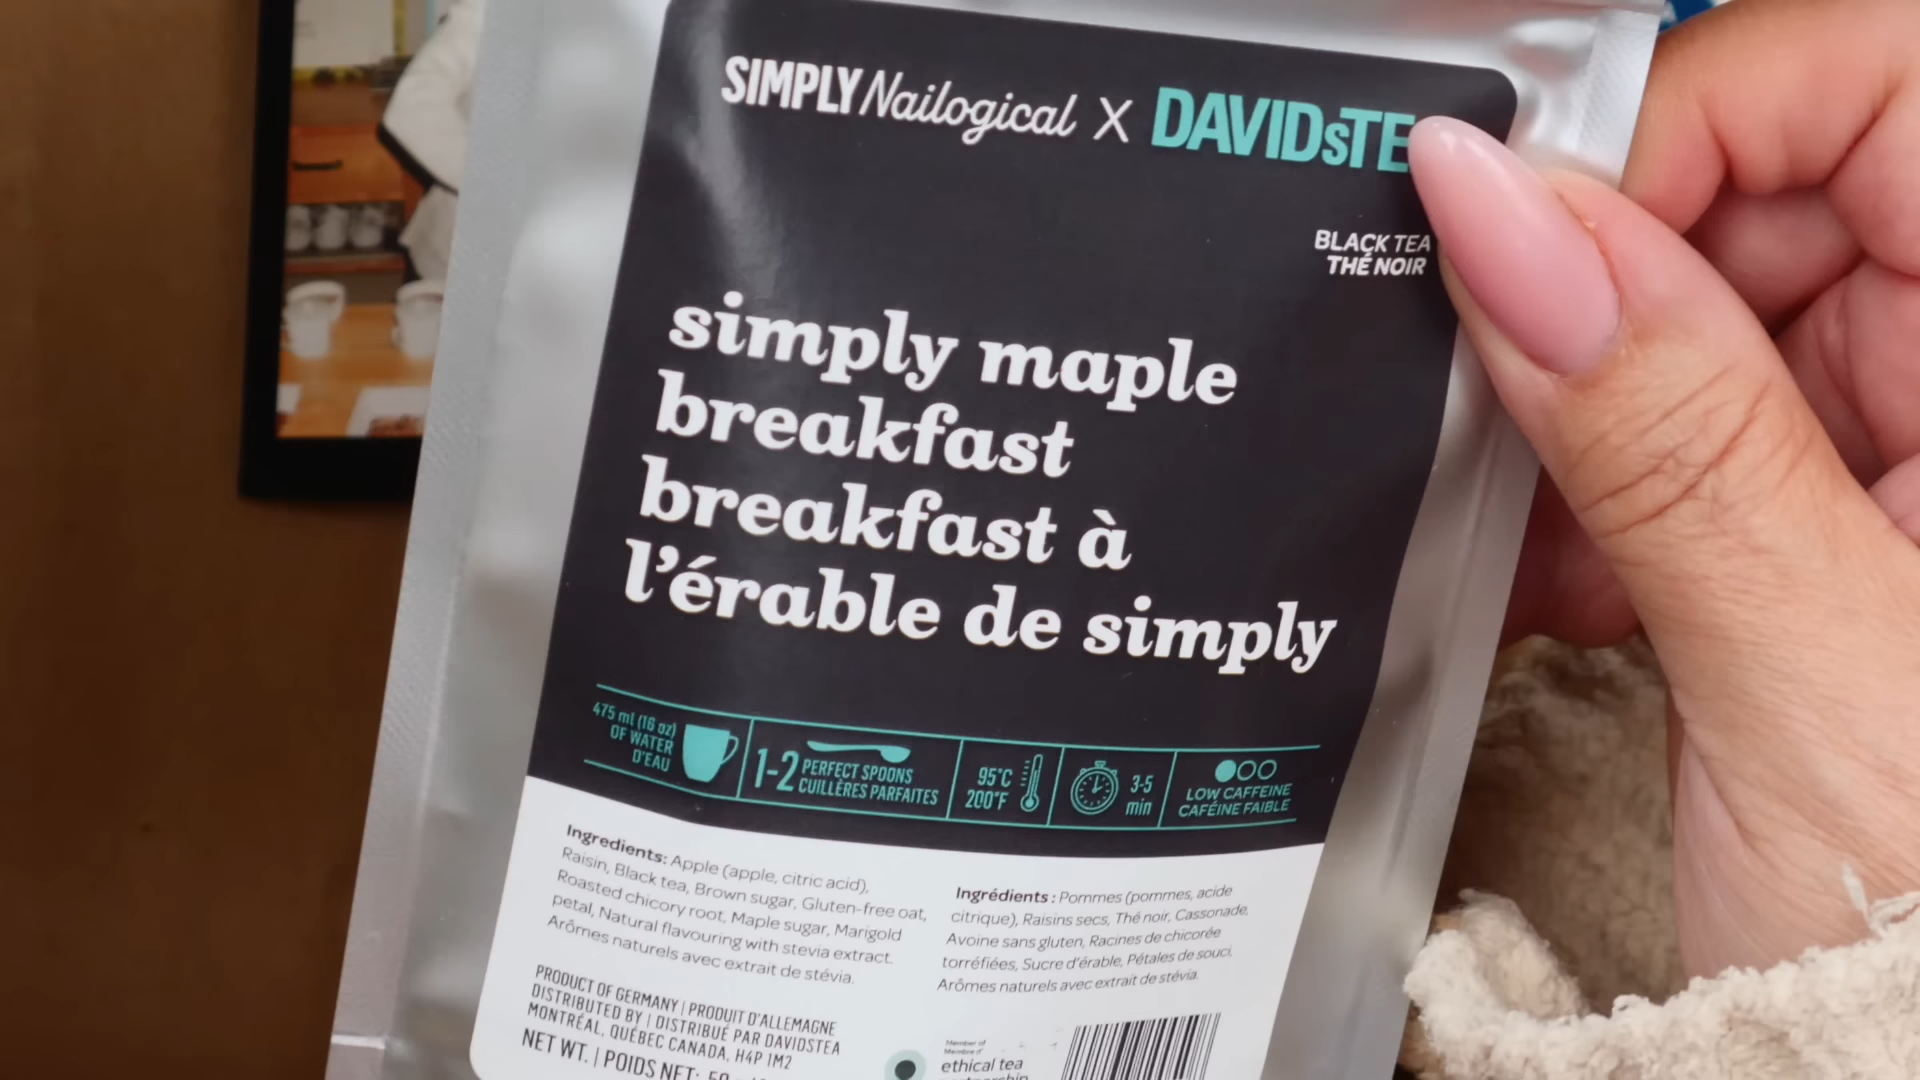 SIMPLY Nailogical X DAVIDsTE
BLACK TEA
THÉ NOIR
simply maple
breakfast
breakfast à
l'érable de simply
475 ml (16 oz)
OF WATER
D'EAU
1-2 PERFECT SPOONS
CUILLÈRES PARFAITES
95°C
200°F
3-5
min
LOW CAFFEINE
CAFÉINE FAIBLE
Ingredients: Apple (apple, citric acid),
Raisin, Black tea, Brown sugar, Gluten-free oat,
Roasted chicory root, Maple sugar, Marigold
petal, Natural flavouring with stevia extract.
Arômes naturels avec extrait de stévia.
Ingrédients : Pommes (pommes, acide
citrique), Raisins secs, Thé noir, Cassonade,
Avoine sans gluten, Racines de chicorée
torréfiées, Sucre d'érable, Pétales de souci,
Arômes naturels avec extrait de stévia.
PRODUCT OF GERMANY | PRODUIT D'ALLEMAGNE
DISTRIBUTED BY | DISTRIBUÉ PAR DAVIDSTEA
MONTRÉAL, QUÉBEC CANADA, H4P 1M2
NET WT. | POIDS NET:
Member of
Membre d'
ethical tea